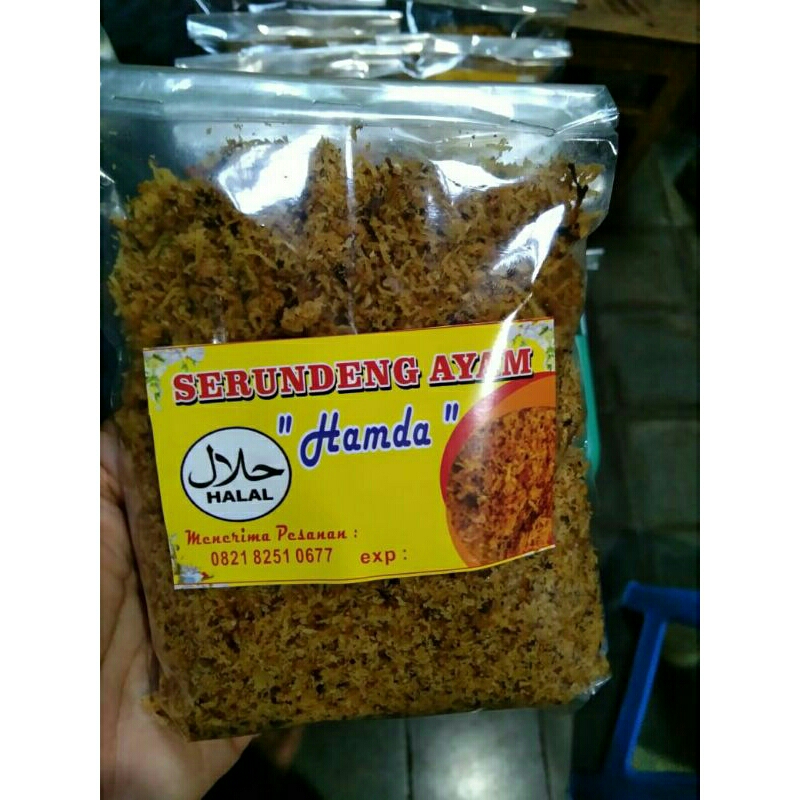 SERUNDENG AYAM
" Hamda "
حلال
HALAL
Menerima Pesanan :
0821 8251 0677 exp :